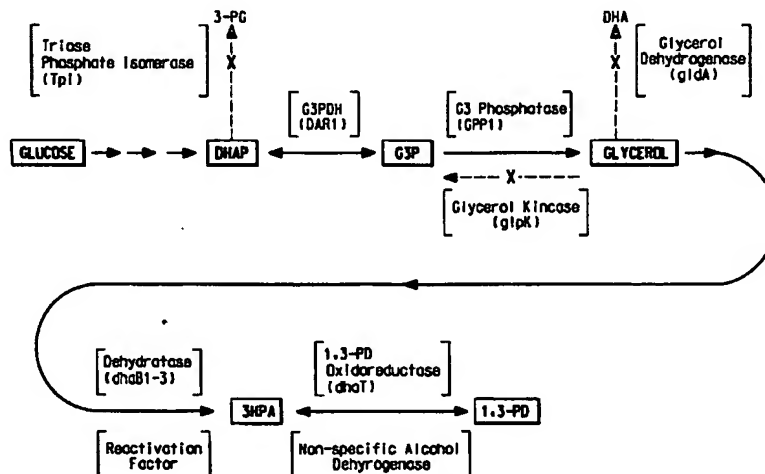 3-PG
DHA
[Triose
Phosphate Isomerase
(Tpi)]
[Glycerol
Dehydrogenase
(gldA)]
[G3PDH
(DAR1)]
[G3 Phosphatase
(GPP1)]
X
X
GLUCOSE
DHAP
G3P
GLYCEROL
X
[Glycerol Kincase
(glpK)]
[Dehydratase
(dhaB1-3)]
[1.3-PD
Oxidoreductase
(dhaT)]
3HPA
1.3-PD
[Reactivation
Factor]
[Non-specific Alcohol
Dehyrogenase]